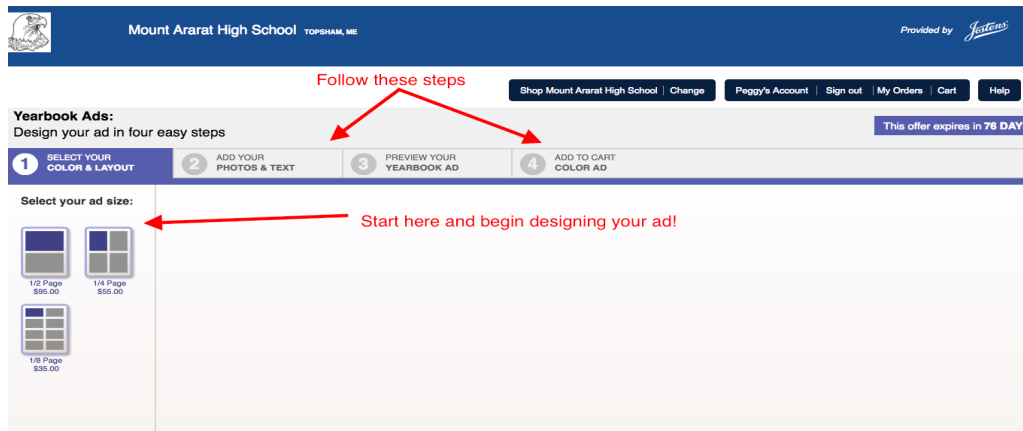 Mount Ararat High School TOPSHAM, ME
Provided by Jostens
Follow these steps
Shop Mount Ararat High School | Change
Peggy's Account | Sign out | My Orders | Cart
Help
Yearbook Ads:
Design your ad in four easy steps
This offer expires in 76 DAY
1 SELECT YOUR
COLOR & LAYOUT
2 ADD YOUR
PHOTOS & TEXT
3 PREVIEW YOUR
YEARBOOK AD
4 ADD TO CART
COLOR AD
Select your ad size:
Start here and begin designing your ad!
1/2 Page
$95.00
1/4 Page
$55.00
1/8 Page
$35.00